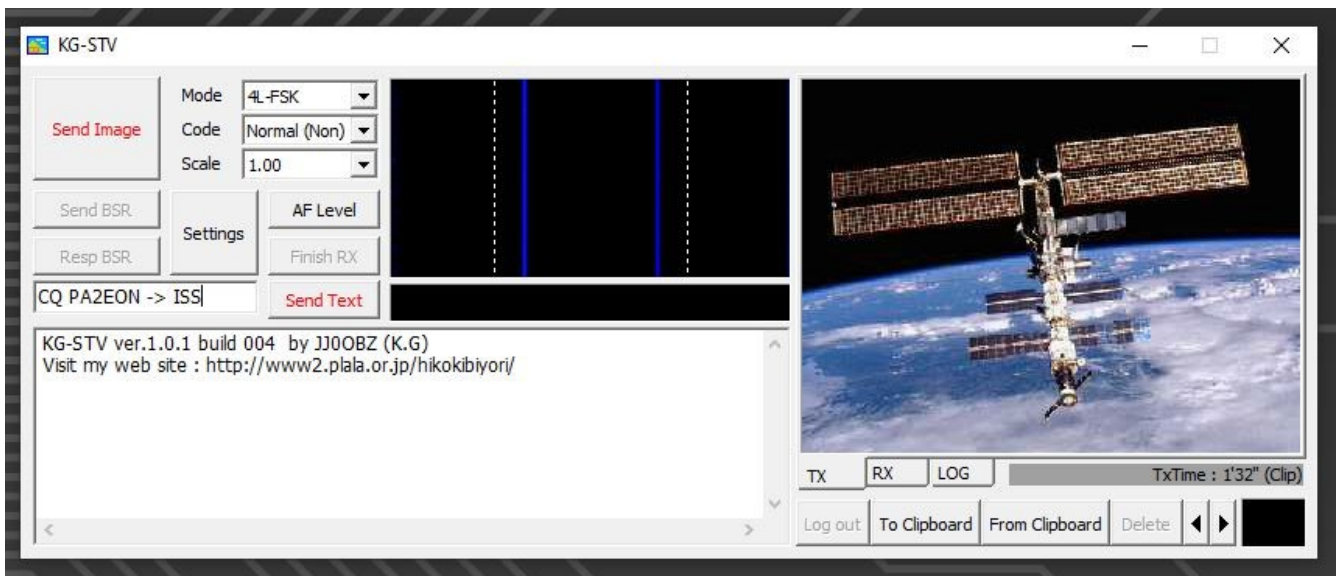 KG-STV
Send Image
Mode 4L-FSK
Code Normal (Non)
Scale 1.00
Send BSR
Settings
AF Level
Resp BSR
Finish RX
CQ PA2EON -> ISS
Send Text
KG-STV ver.1.0.1 build 004 by JJ0OBZ (K.G)
Visit my web site : http://www2.plala.or.jp/hikokibiyori/
TX RX LOG
TxTime : 1'32" (Clip)
Log out To Clipboard From Clipboard Delete